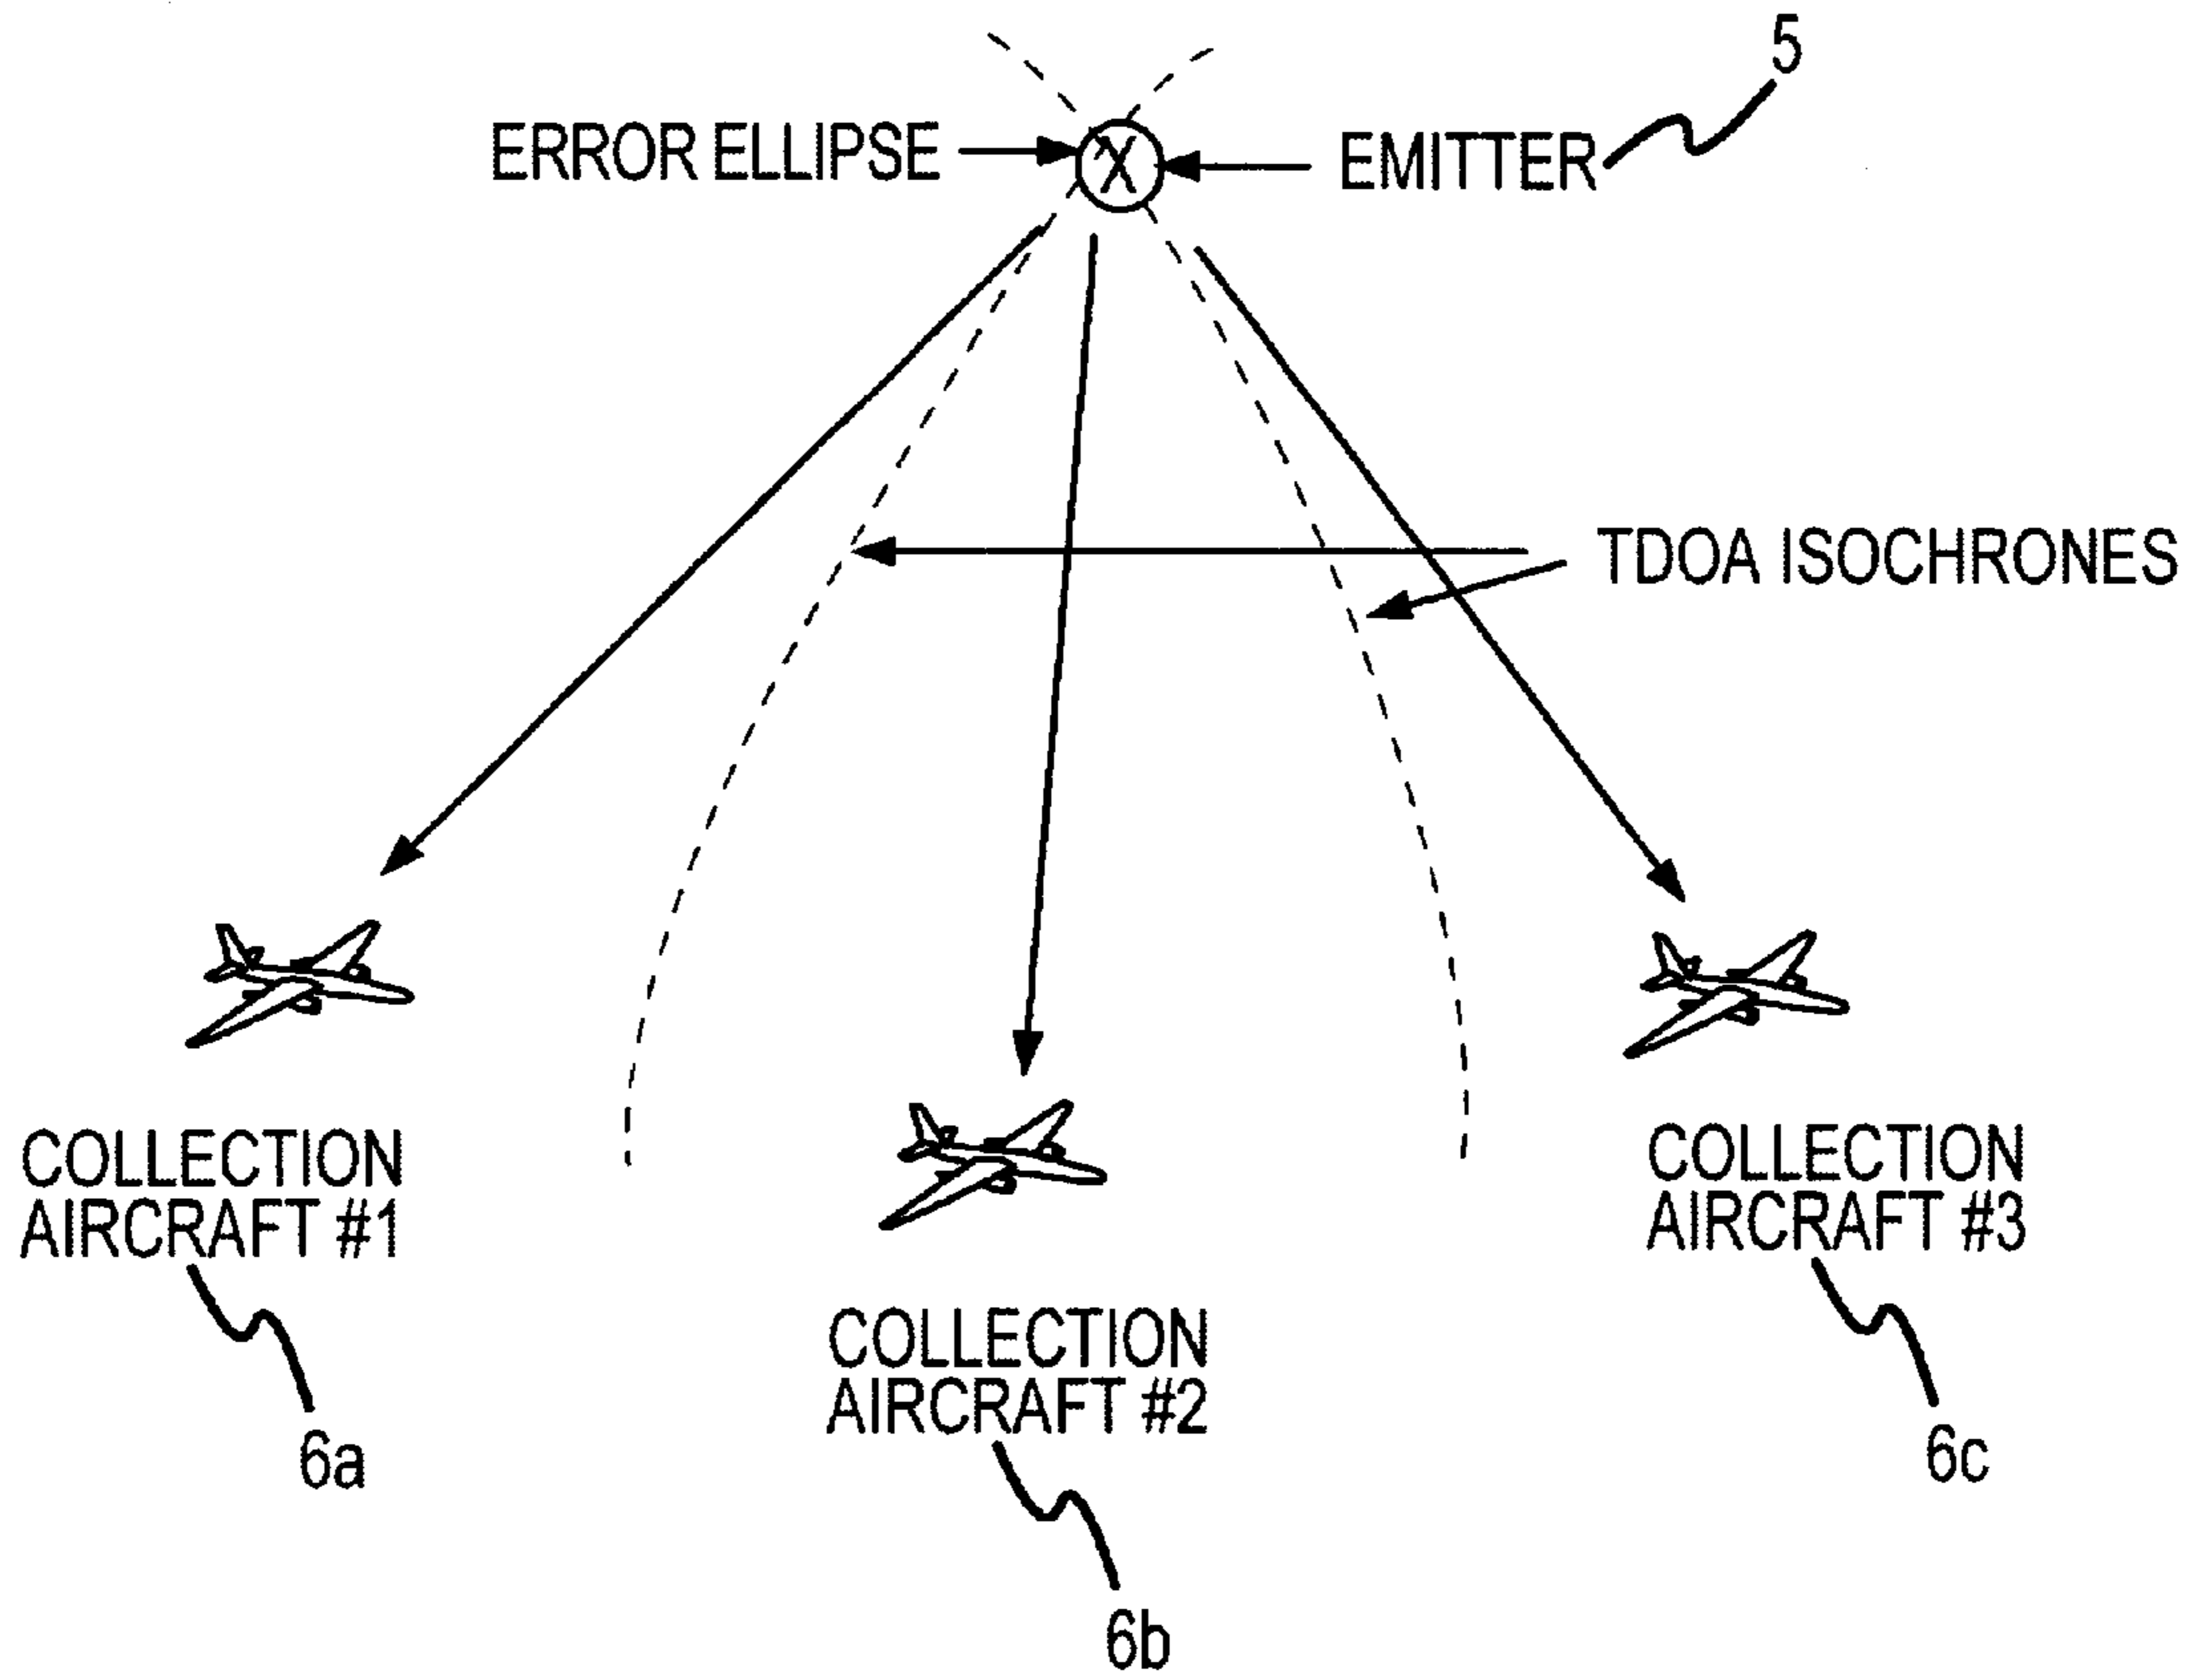 5
ERROR ELLIPSE
X
EMITTER
TDOA ISOCHRONES
COLLECTION
AIRCRAFT #1
6a
COLLECTION
AIRCRAFT #2
6b
COLLECTION
AIRCRAFT #3
6c